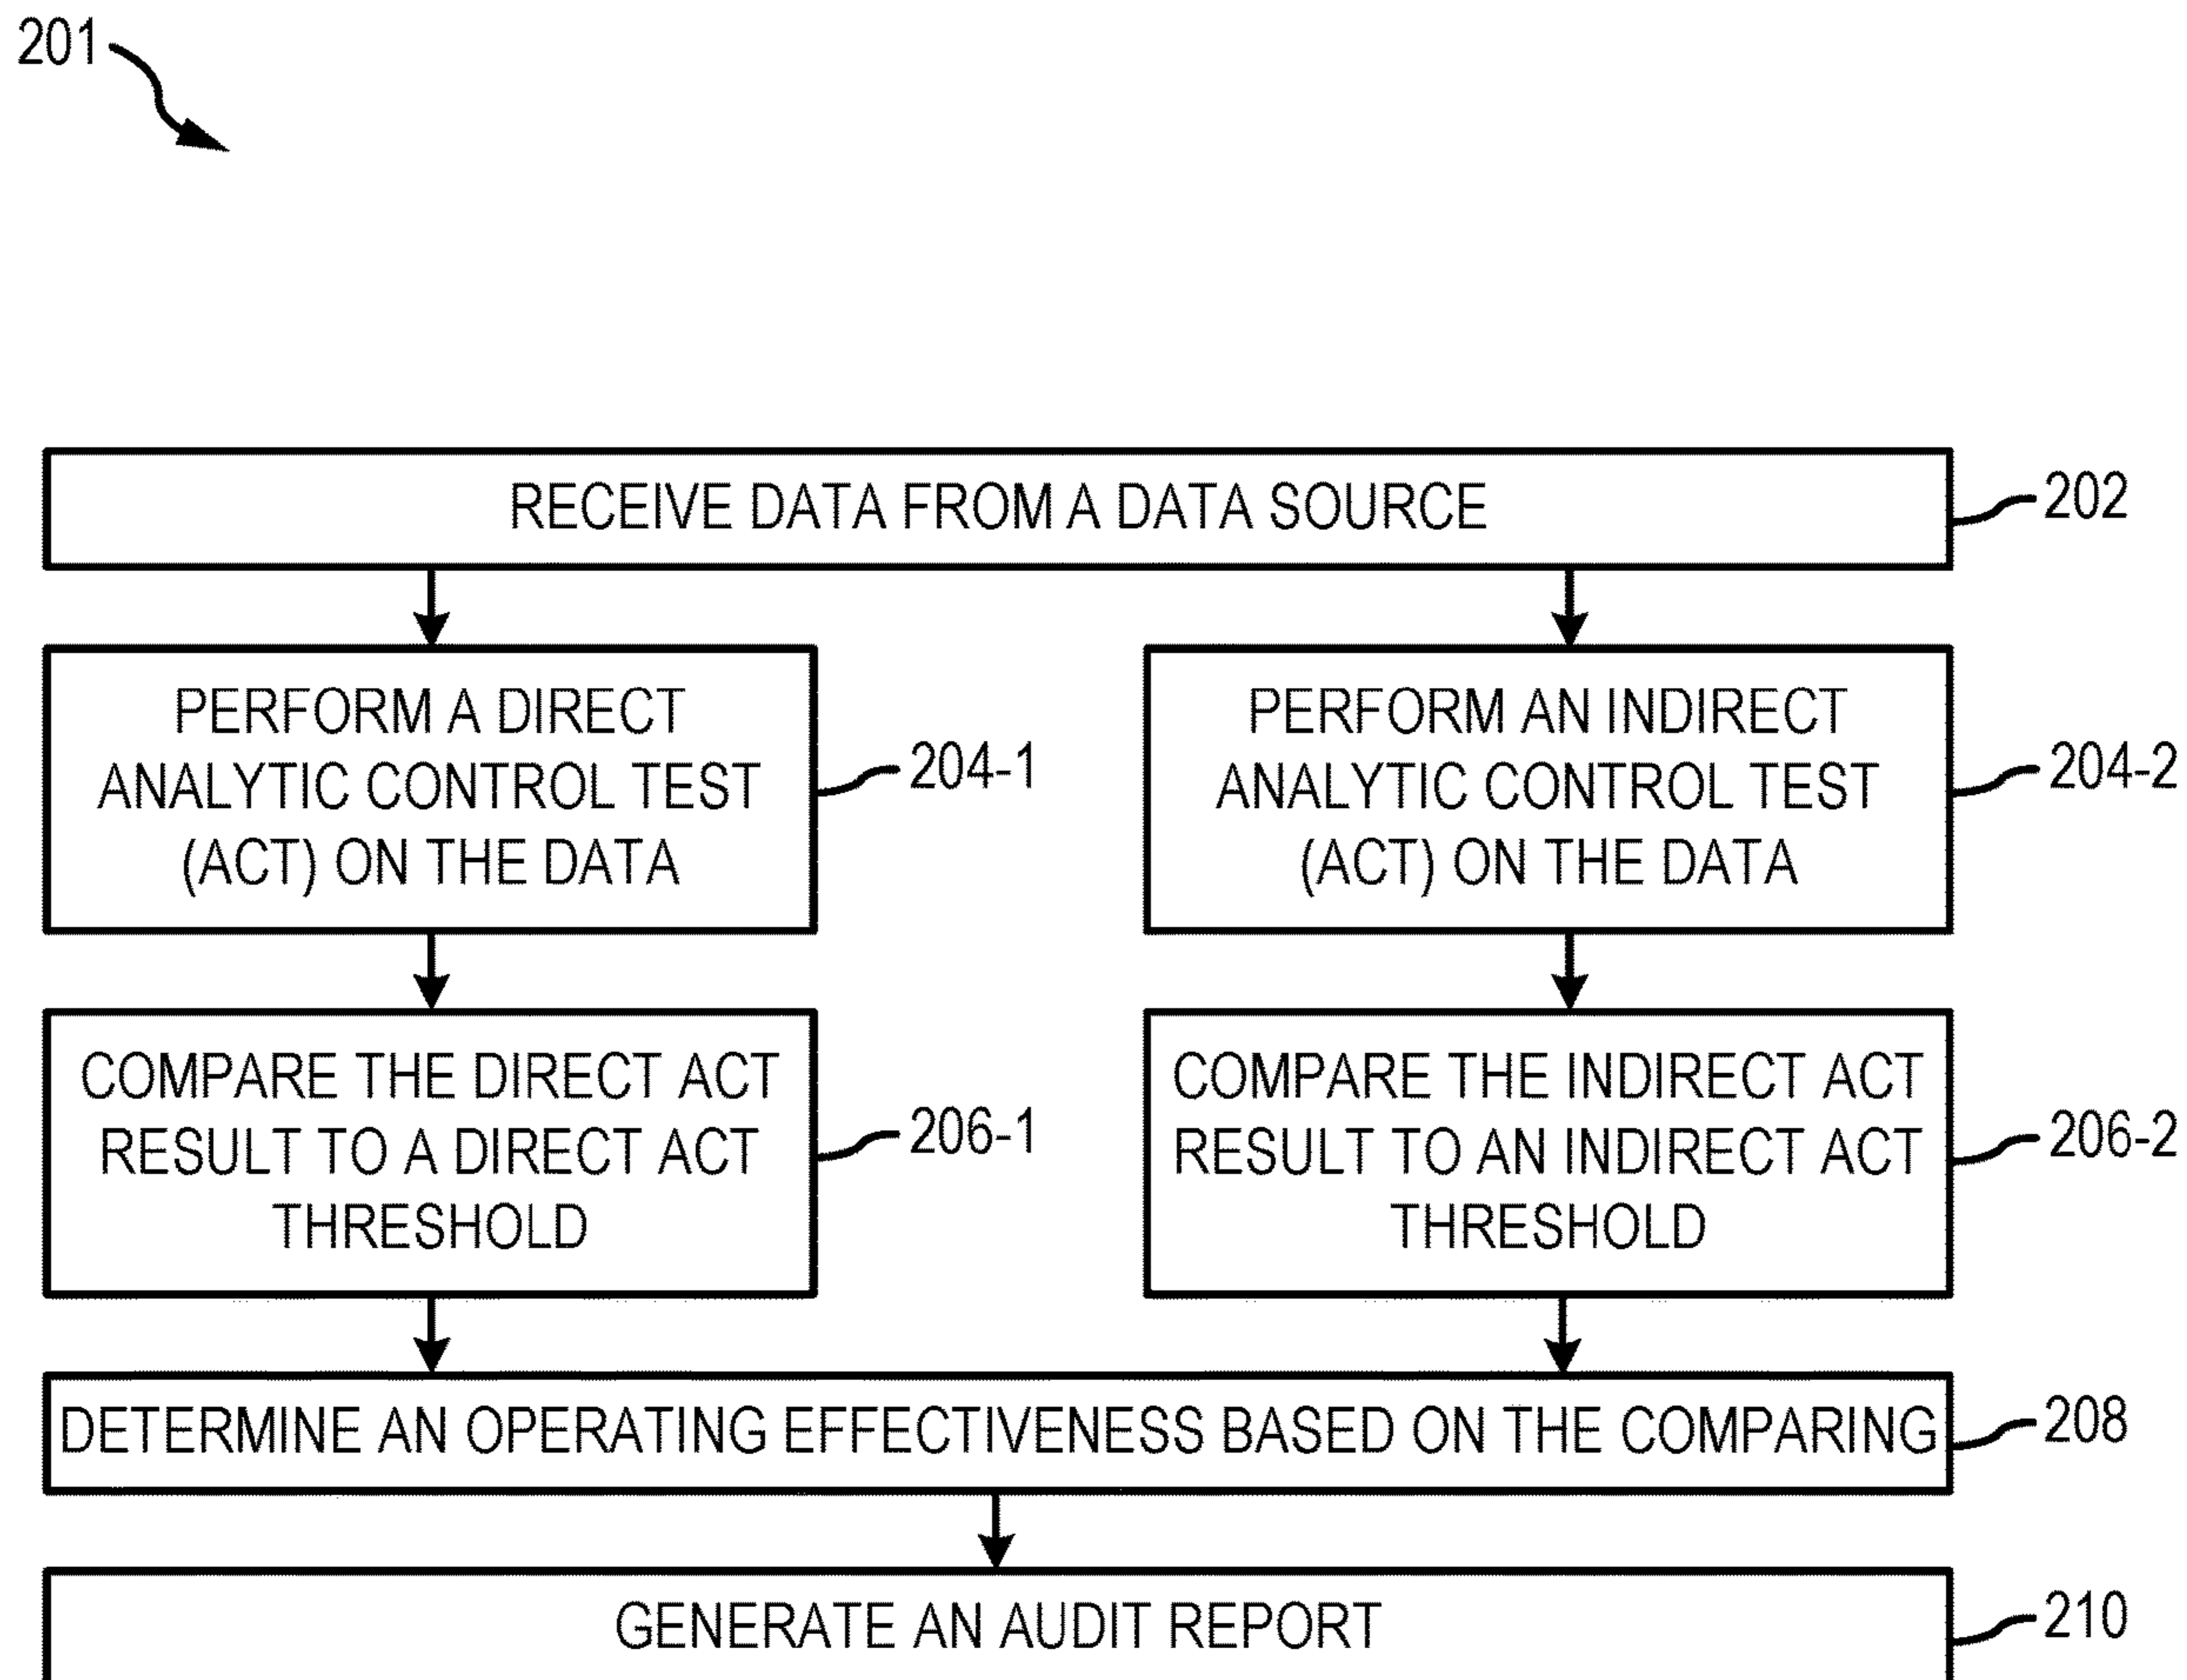 201
RECEIVE DATA FROM A DATA SOURCE
202
PERFORM A DIRECT
ANALYTIC CONTROL TEST
(ACT) ON THE DATA
204-1
PERFORM AN INDIRECT
ANALYTIC CONTROL TEST
(ACT) ON THE DATA
204-2
COMPARE THE DIRECT ACT
RESULT TO A DIRECT ACT
THRESHOLD
206-1
COMPARE THE INDIRECT ACT
RESULT TO AN INDIRECT ACT
THRESHOLD
206-2
DETERMINE AN OPERATING EFFECTIVENESS BASED ON THE COMPARING
208
GENERATE AN AUDIT REPORT
210